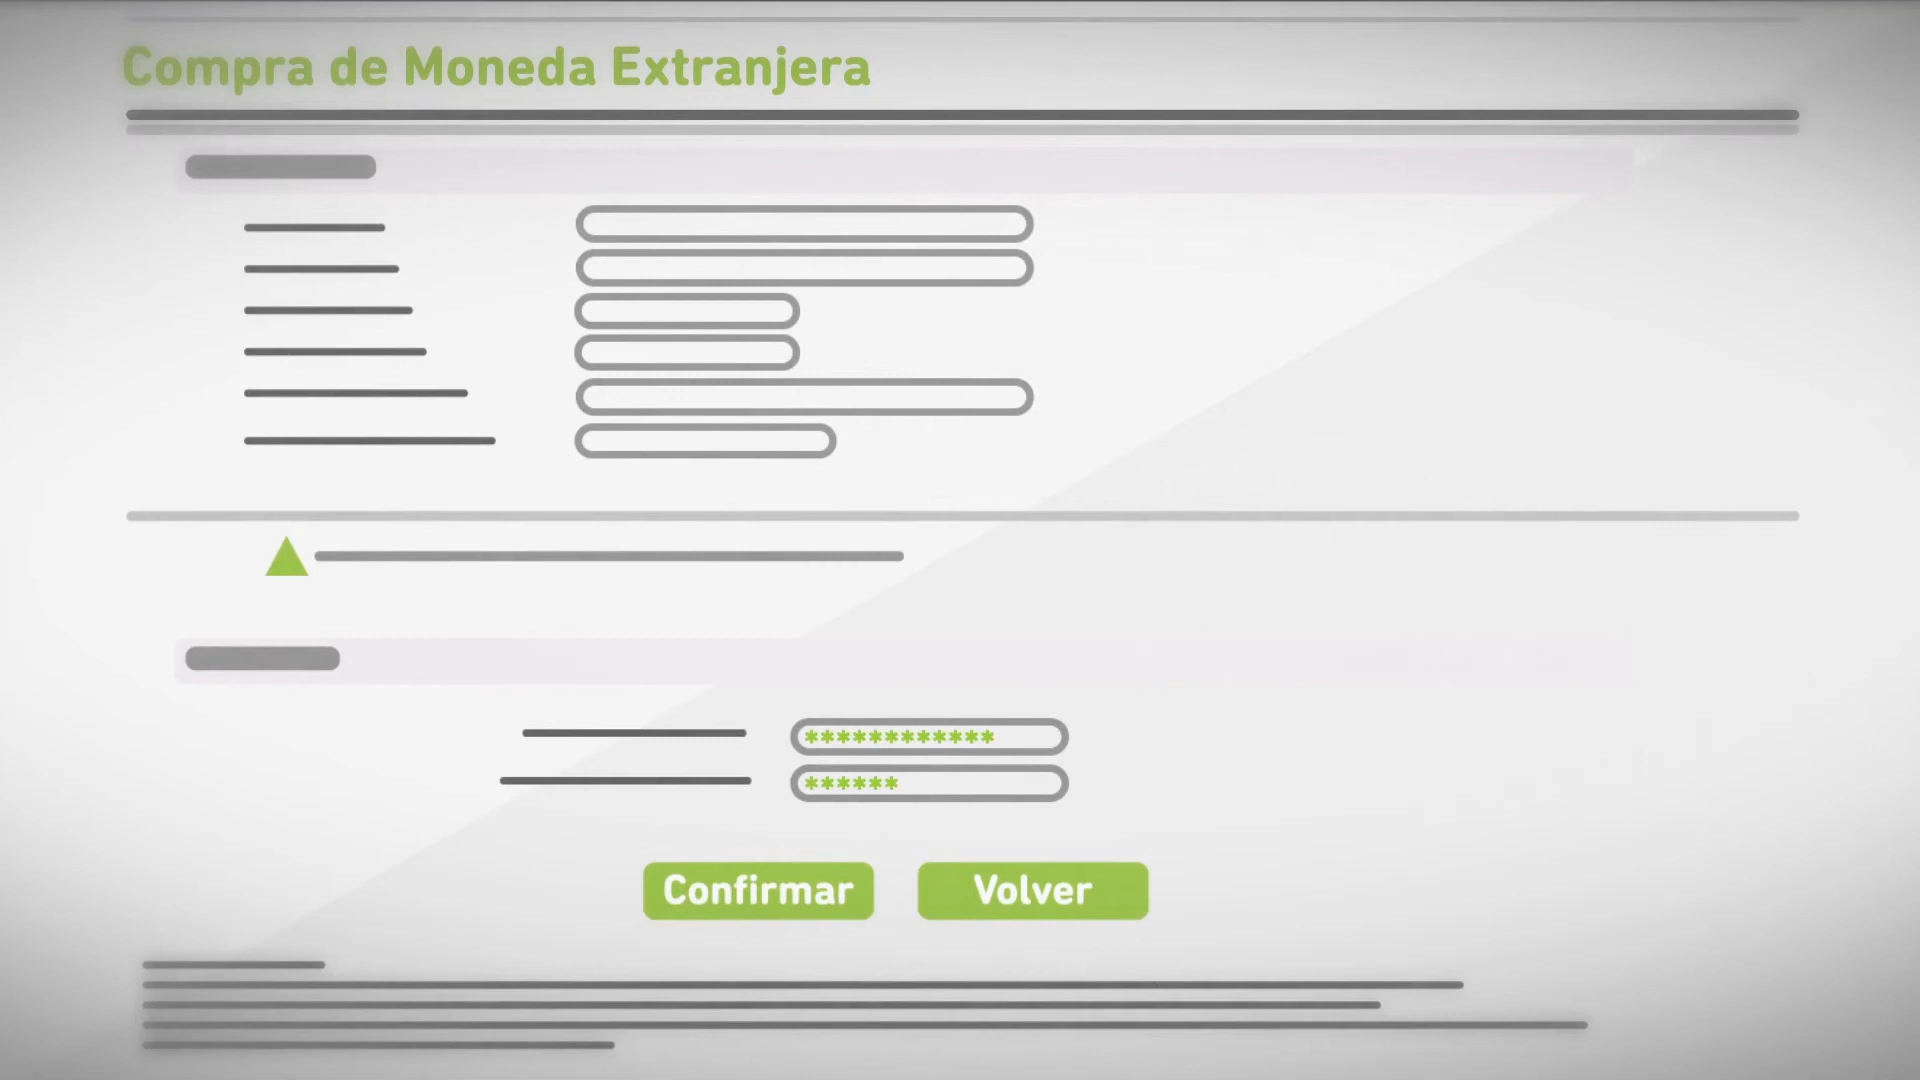 Compra de Moneda Extranjera
************
******
Confirmar
Volver